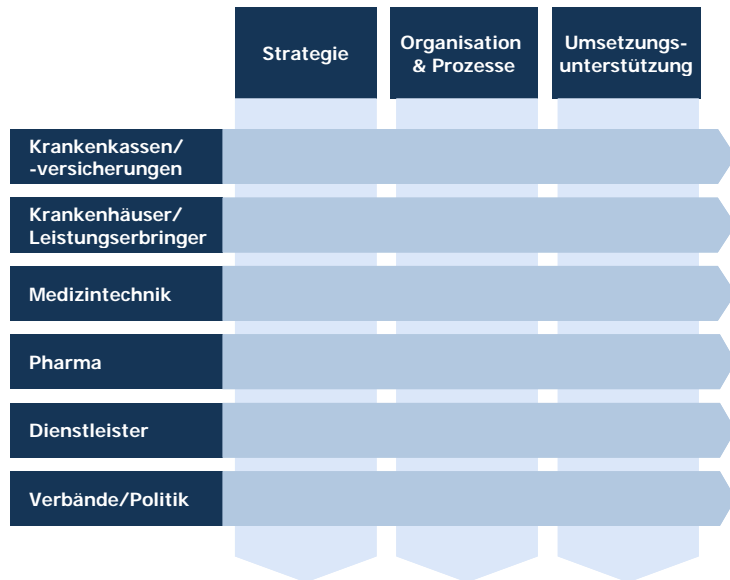 Strategie
Organisation
& Prozesse
Umsetzungs-
unterstützung
Krankenkassen/
-versicherungen
Krankenhäuser/
Leistungserbringer
Medizintechnik
Pharma
Dienstleister
Verbände/Politik